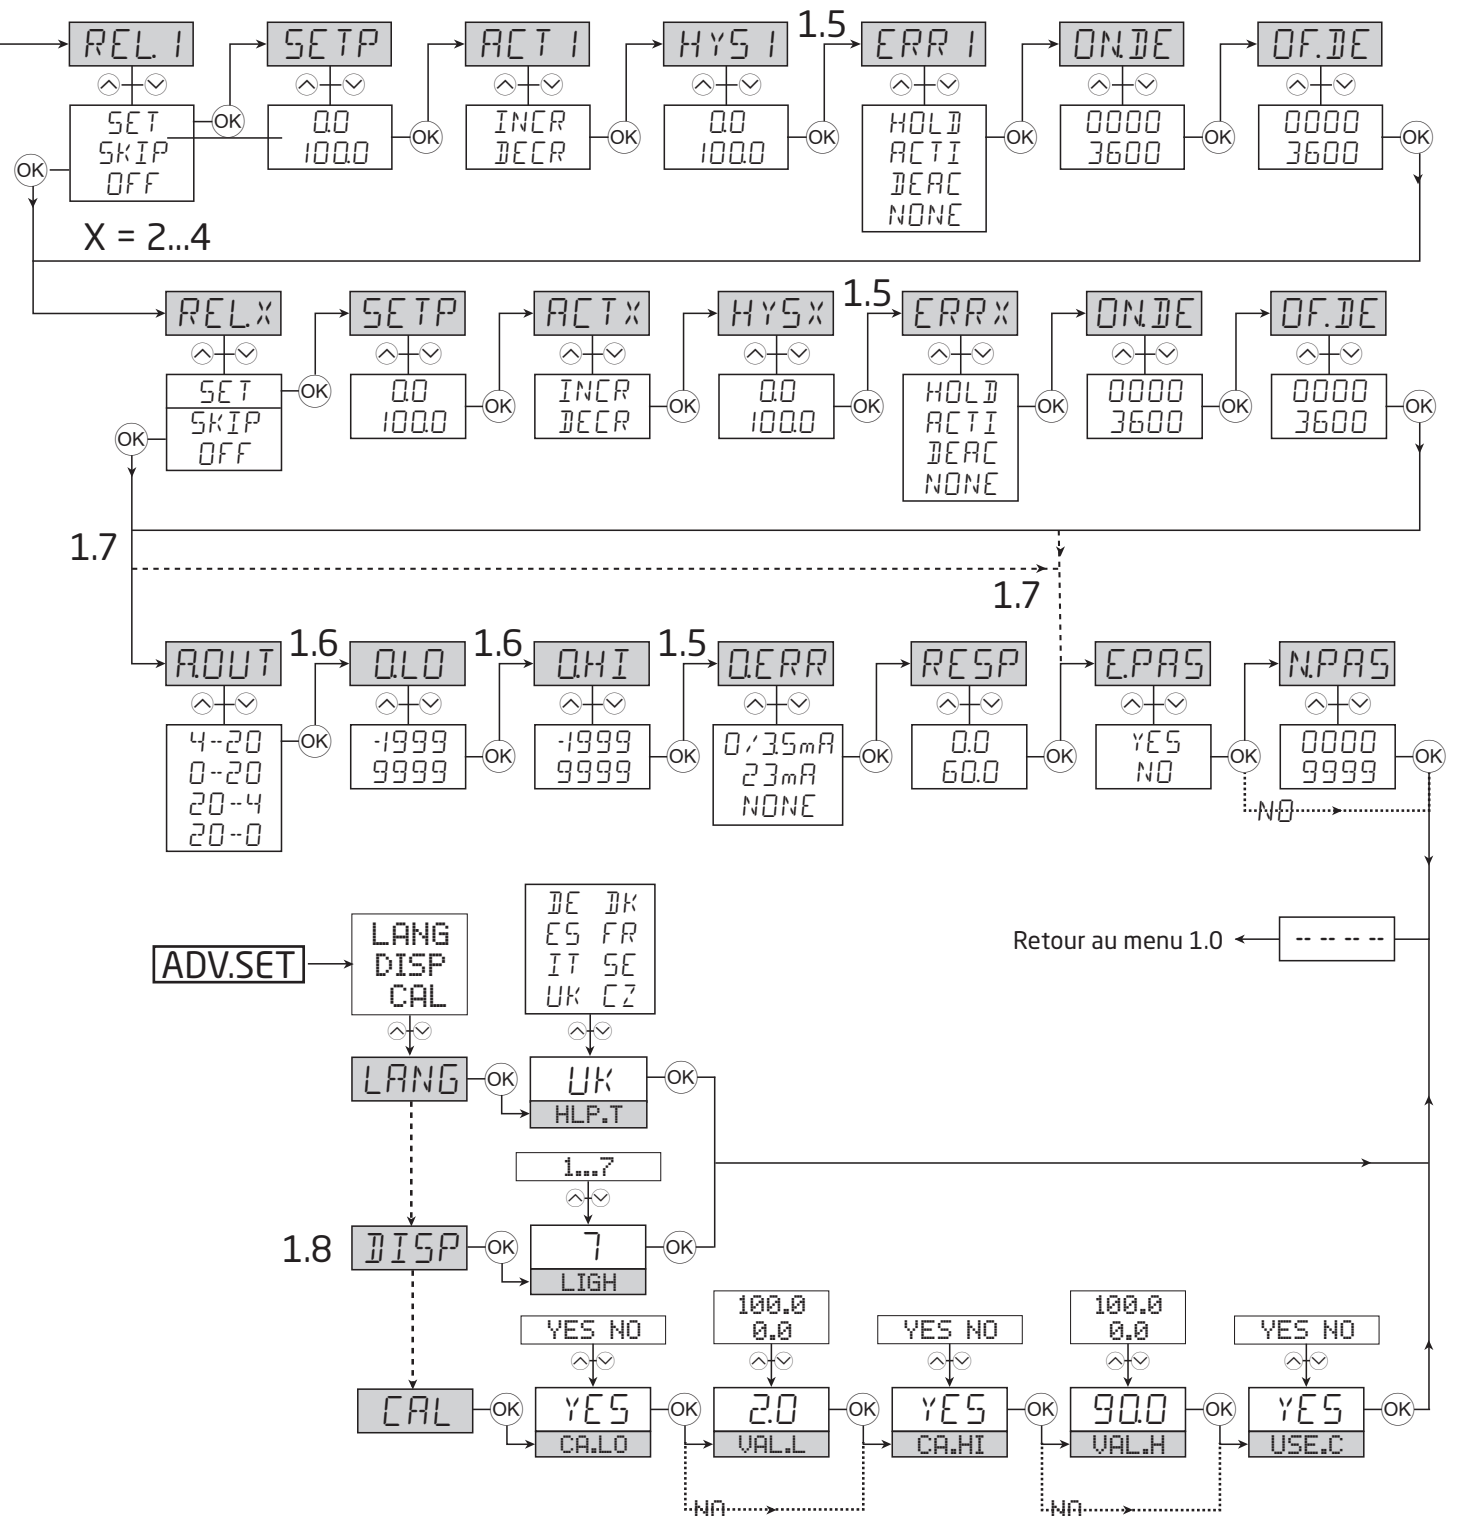 1.5
REL.1 SETP ACT1 HYS1 ERR1 ON.DE OF.DE
SET
SKIP
OFF
OK
OK
0.0
100.0
OK
INCR
DECR
OK
0.0
100.0
OK
HOLD
ACTI
DEAC
NONE
OK
0000
3600
OK
0000
3600
OK
X = 2...4
1.5
REL.X SETP ACTX HYSX ERRX ON.DE OF.DE
SET
SKIP
OFF
OK
OK
0.0
100.0
OK
INCR
DECR
OK
0.0
100.0
OK
HOLD
ACTI
DEAC
NONE
OK
0000
3600
OK
0000
3600
OK
1.7
1.7
1.6 1.6 1.5
A.OUT O.LO O.HI O.ERR RESP E.PAS N.PAS
4--20
0--20
20--4
20--0
OK
-1999
9999
OK
-1999
9999
OK
0/3.5mA
23mA
NONE
OK
0.0
60.0
OK
YES
NO
OK
0000
9999
OK
NO
Retour au menu 1.0
-- -- -- --
ADV.SET
LANG
DISP
CAL
DE DK
ES FR
IT SE
UK CZ
LANG
OK
UK
HLP.T
OK
1...7
1.8
DISP
OK
7
LIGH
OK
YES NO
100.0
0.0
YES NO
100.0
0.0
YES NO
CAL
OK
YES
CA.LO
OK
2.0
VAL.L
OK
YES
CA.HI
OK
90.0
VAL.H
OK
YES
USE.C
OK
NO
NO